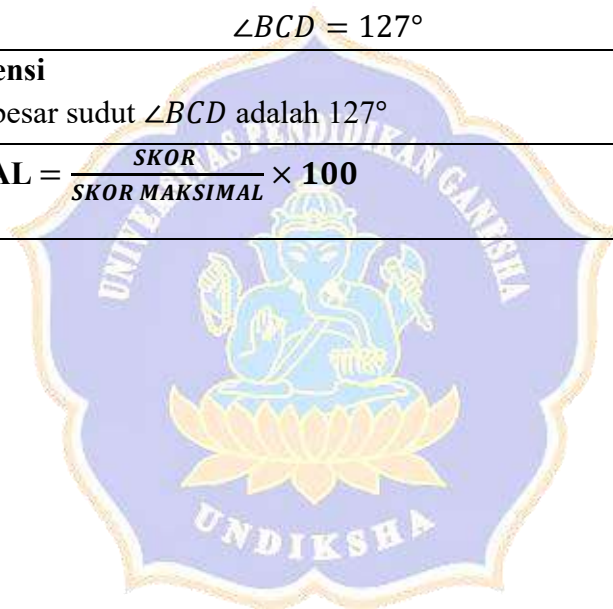 ∠BCD = 127°
ensi
besar sudut ∠BCD adalah 127°
AL = SKOR / SKOR MAKSIMAL × 100
UNIVERSITAS PENDIDIKAN GANESHA
UNDIKSHA